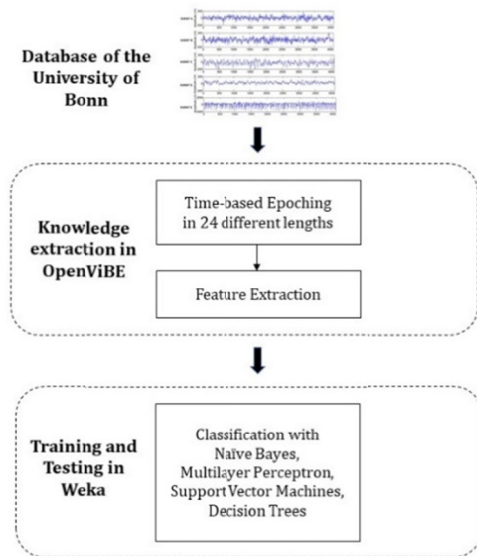 Database of the
University of
Bonn
Knowledge
extraction in
OpenViBE
Time-based Epoching
in 24 different lengths
Feature Extraction
Training and
Testing in
Weka
Classification with
Naïve Bayes,
Multilayer Perceptron,
Support Vector Machines,
Decision Trees